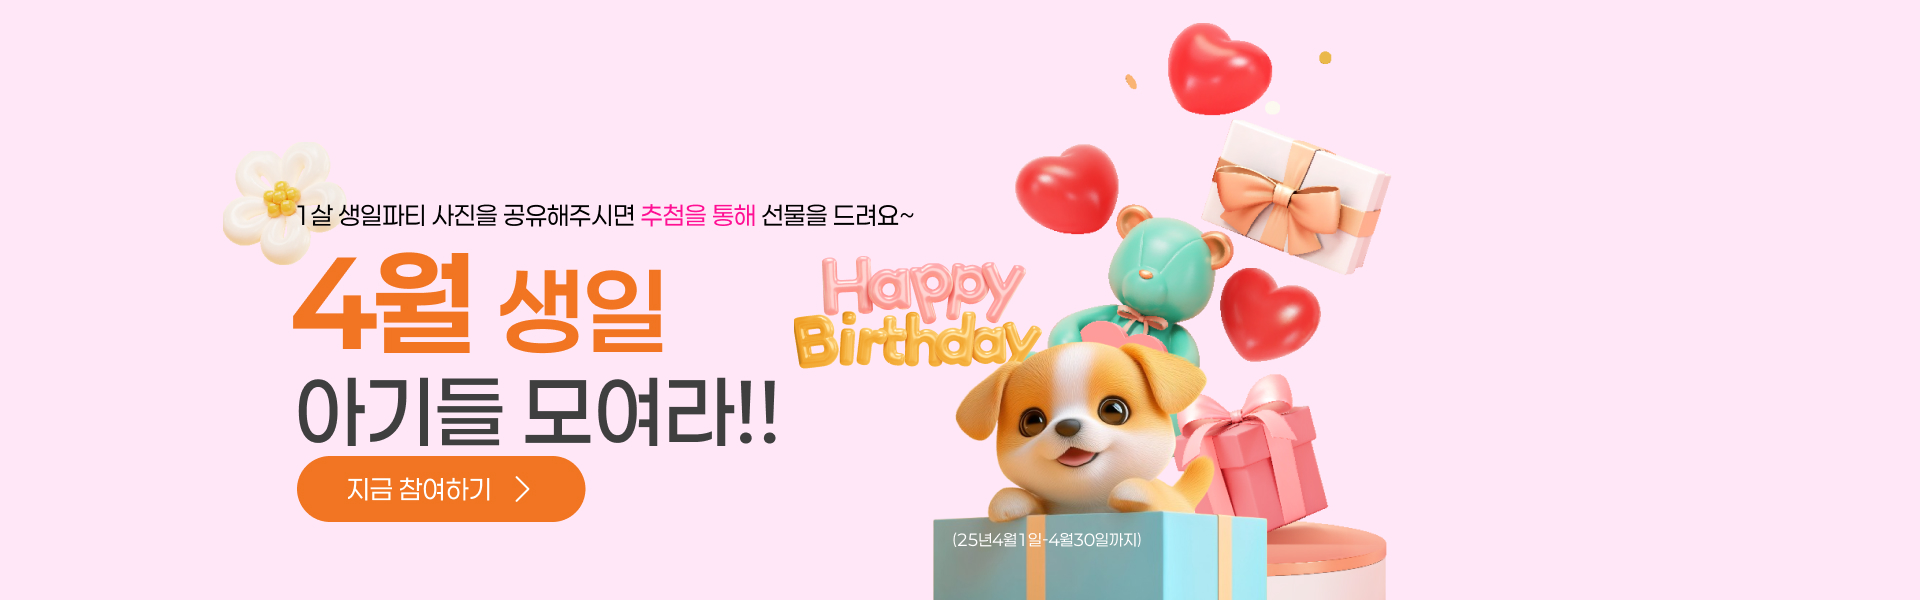 1살 생일파티 사진을 공유해주시면 추첨을 통해 선물을 드려요~
4월 생일
아기들 모여라!!
지금 참여하기
Happy
Birthday
(25년4월1일-4월30일까지)